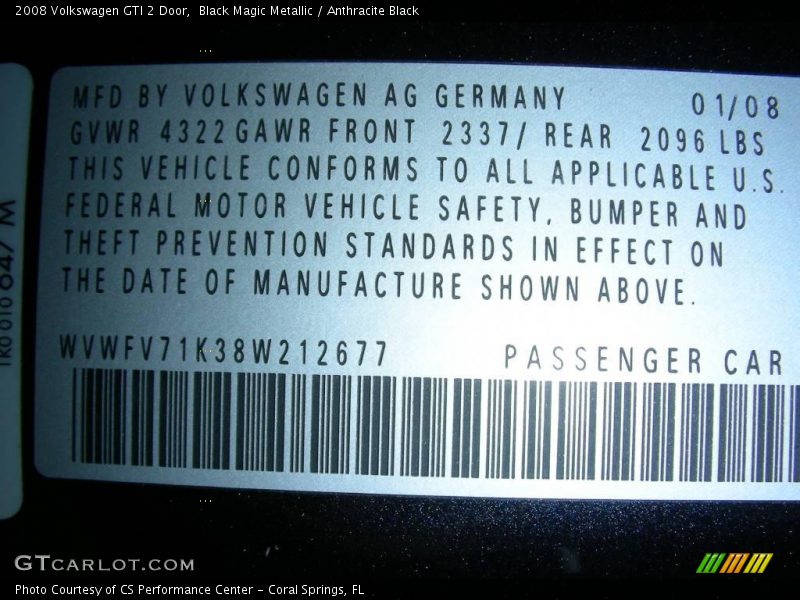 2008 Volkswagen GTI 2 Door,  Black Magic Metallic / Anthracite Black
MFD BY VOLKSWAGEN AG GERMANY 01/08
GVWR 4322 GAWR FRONT 2337/ REAR 2096 LBS
THIS VEHICLE CONFORMS TO ALL APPLICABLE U.S.
FEDERAL MOTOR VEHICLE SAFETY, BUMPER AND
THEFT PREVENTION STANDARDS IN EFFECT ON
THE DATE OF MANUFACTURE SHOWN ABOVE.
WVWFV71K38W212677 PASSENGER CAR
1K0 010 647 M
GTCARLOT.COM
Photo Courtesy of CS Performance Center - Coral Springs, FL